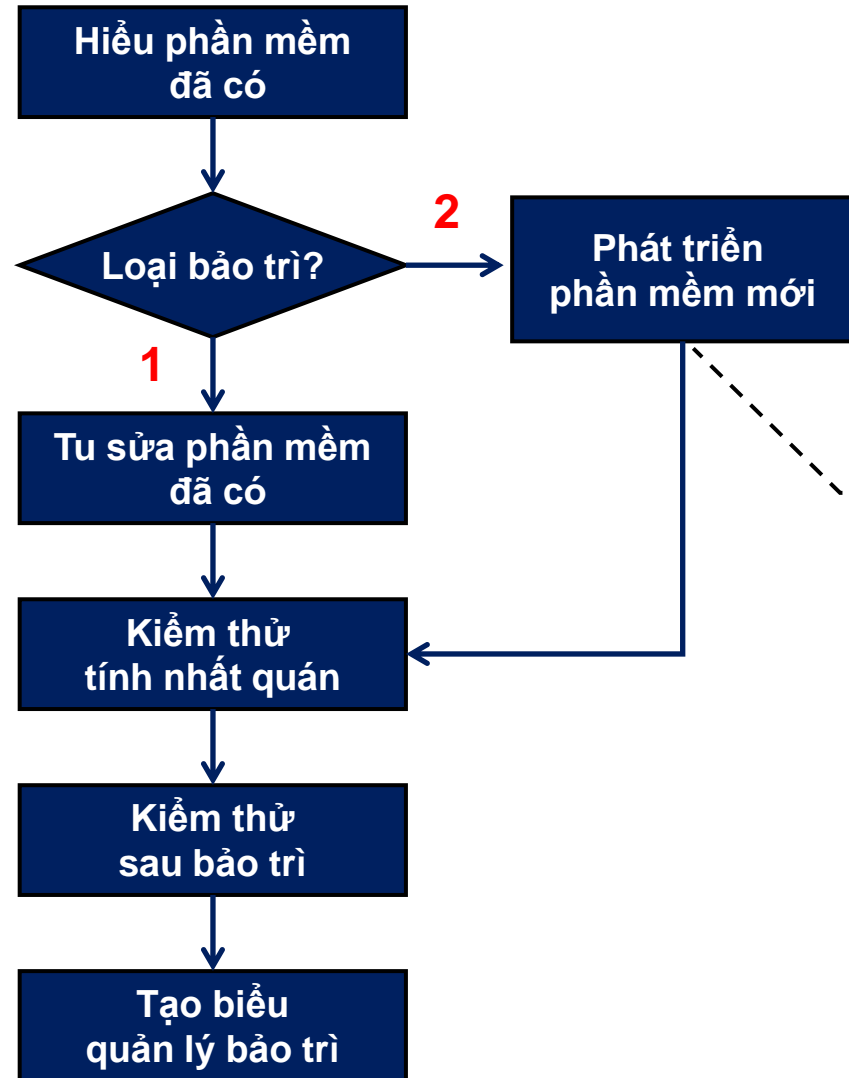 Hiểu phần mềm
đã có
Loại bảo trì?
2
Phát triển
phần mềm mới
1
Tu sửa phần mềm
đã có
Kiểm thử
tính nhất quán
Kiểm thử
sau bảo trì
Tạo biểu
quản lý bảo trì